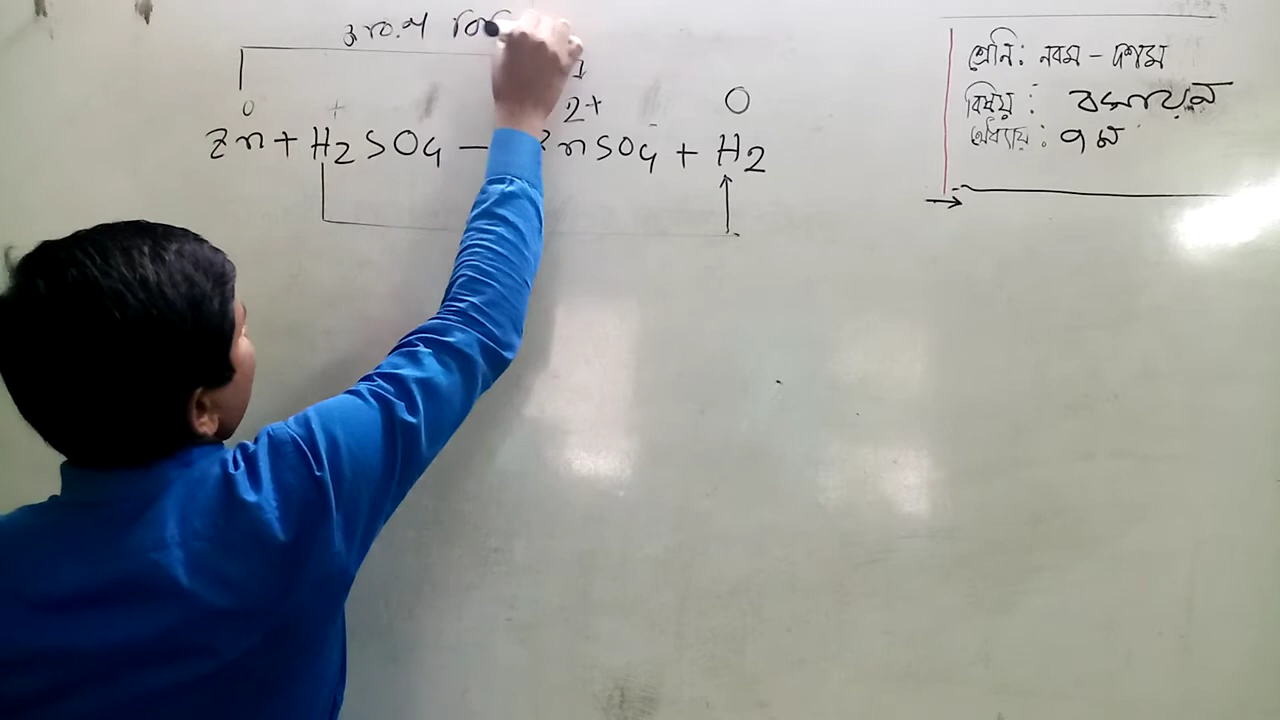 0 + 2+ 0
Zn + H2SO4 — ZnSO4 + H2
শ্রেনি: নবম - দশম
বিষয়: রসায়ন
অধ্যায়: ৭ম